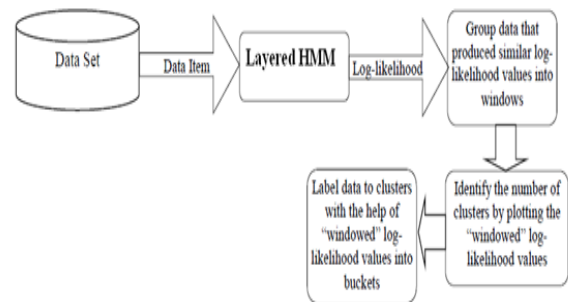 Data Set
Data Item
Layered HMM
Log-likelihood
Group data that
produced similar log-
likelihood values into
windows
Identify the number of
clusters by plotting the
"windowed" log-
likelihood values
Label data to clusters
with the help of
"windowed" log-
likelihood values into
buckets